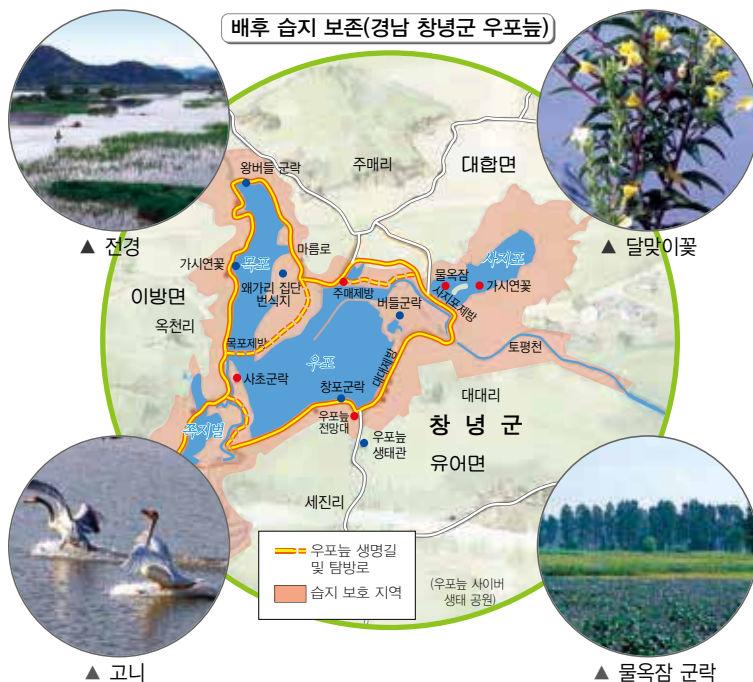 배후 습지 보존(경남 창녕군 우포늪)
▲ 전경
▲ 달맞이꽃
주매리
대합면
왕버들 군락
마름로
목포
가시연꽃
왜가리 집단
번식지
이방면
옥천리
목포제방
주매제방
물옥잠
사지포
가시연꽃
사지포제방
버들군락
우포
대대제방
토평천
사초군락
창포군락
대대리
쪽지벌
우포늪
전망대
창녕군
우포늪
생태관
유어면
세진리
우포늪 생명길
및 탐방로
습지 보호 지역
(우포늪 사이버
생태 공원)
▲ 고니
▲ 물옥잠 군락